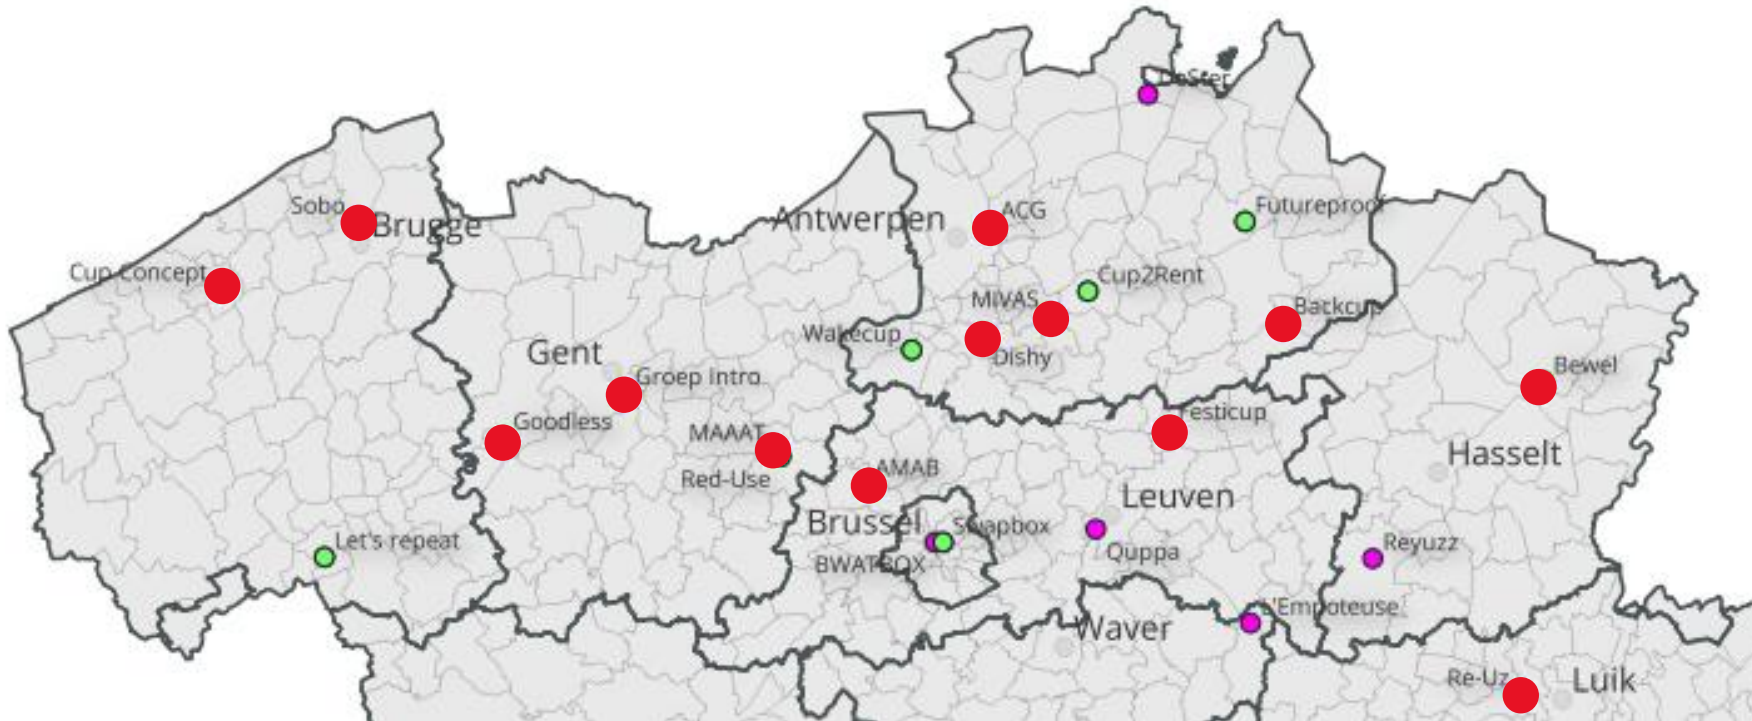 DeSter
Sobo
Brugge
Antwerpen
ACG
Futureproof
Cup Concept
Cup2Rent
MIVAS
Backcup
Wakecup
Dishy
Gent
Groep Intro
Bewel
Goodless
MAAAT
Festicup
Red-Use
AMAB
Hasselt
Leuven
Brussel
Swapbox
Let's repeat
Quppa
Reyuzz
BWATBOX
L'Empoteuse
Waver
Re-Uz
Luik